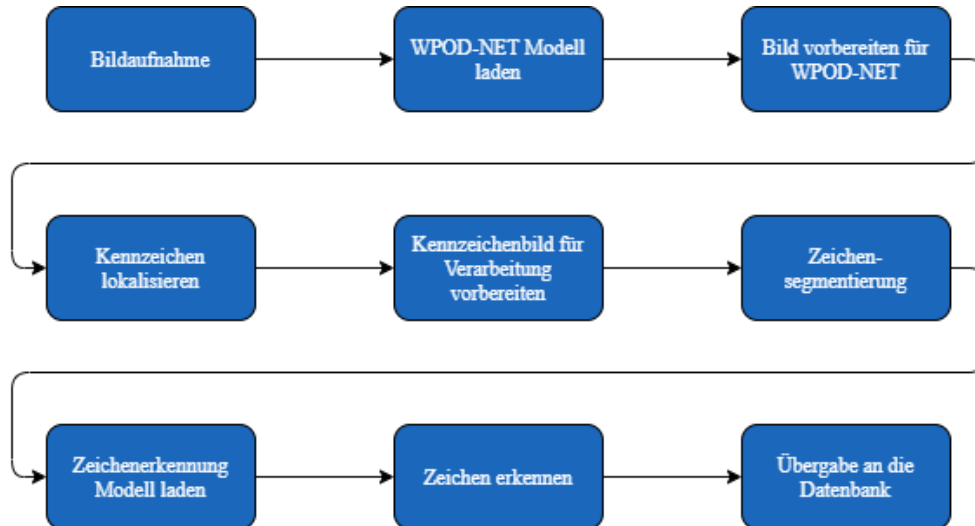 Bildaufnahme
WPOD-NET Modell
laden
Bild vorbereiten für
WPOD-NET
Kennzeichen
lokalisieren
Kennzeichenbild für
Verarbeitung
vorbereiten
Zeichen-
segmentierung
Zeichenerkennung
Modell laden
Zeichen erkennen
Übergabe an die
Datenbank